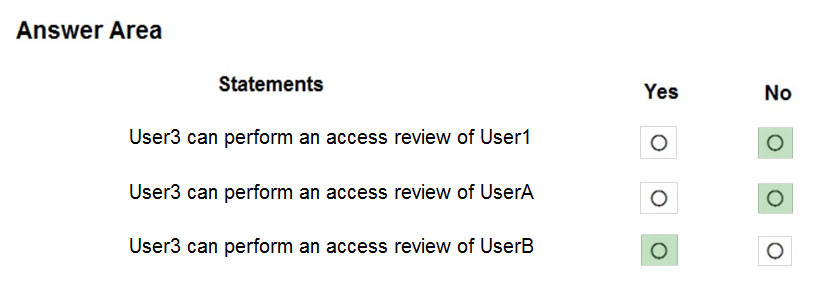 Answer Area
Statements Yes No
User3 can perform an access review of User1
User3 can perform an access review of UserA
User3 can perform an access review of UserB